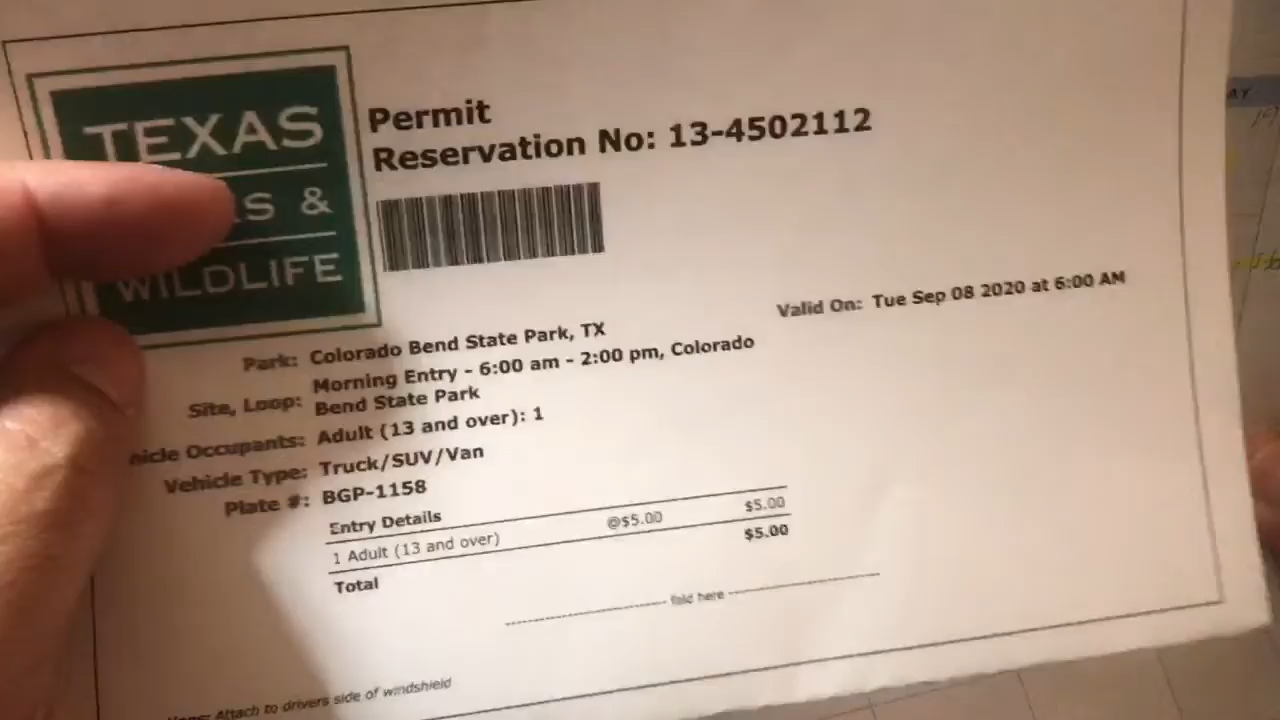 TEXAS
&
WILDLIFE
Permit
Reservation No: 13-4502112
Valid On: Tue Sep 08 2020 at 6:00 AM
Park: Colorado Bend State Park, TX
Morning Entry - 6:00 am - 2:00 pm, Colorado
Site, Loop: Bend State Park
Occupants: Adult (13 and over): 1
Vehicle Type: Truck/SUV/Van
Plate #: BGP-1158
Entry Details
1 Adult (13 and over) @$5.00 $5.00
Total $5.00
fold here
Attach to drivers side of windshield